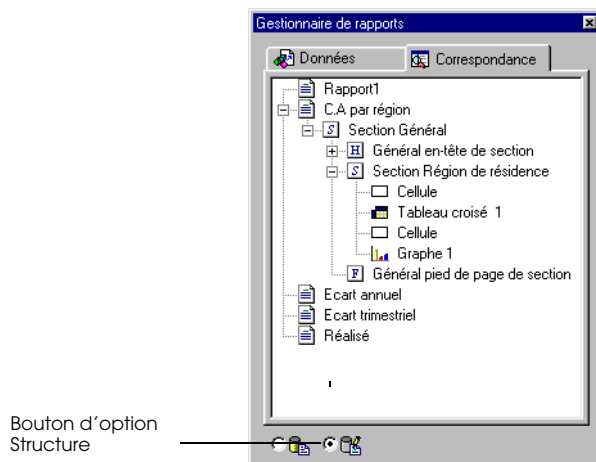 Gestionnaire de rapports
Données
Correspondance
Rapport1
C.A par région
S Section Général
H Général en-tête de section
S Section Région de résidence
Cellule
Tableau croisé 1
Cellule
Graphe 1
F Général pied de page de section
Ecart annuel
Ecart trimestriel
Réalisé
Bouton d’option
Structure